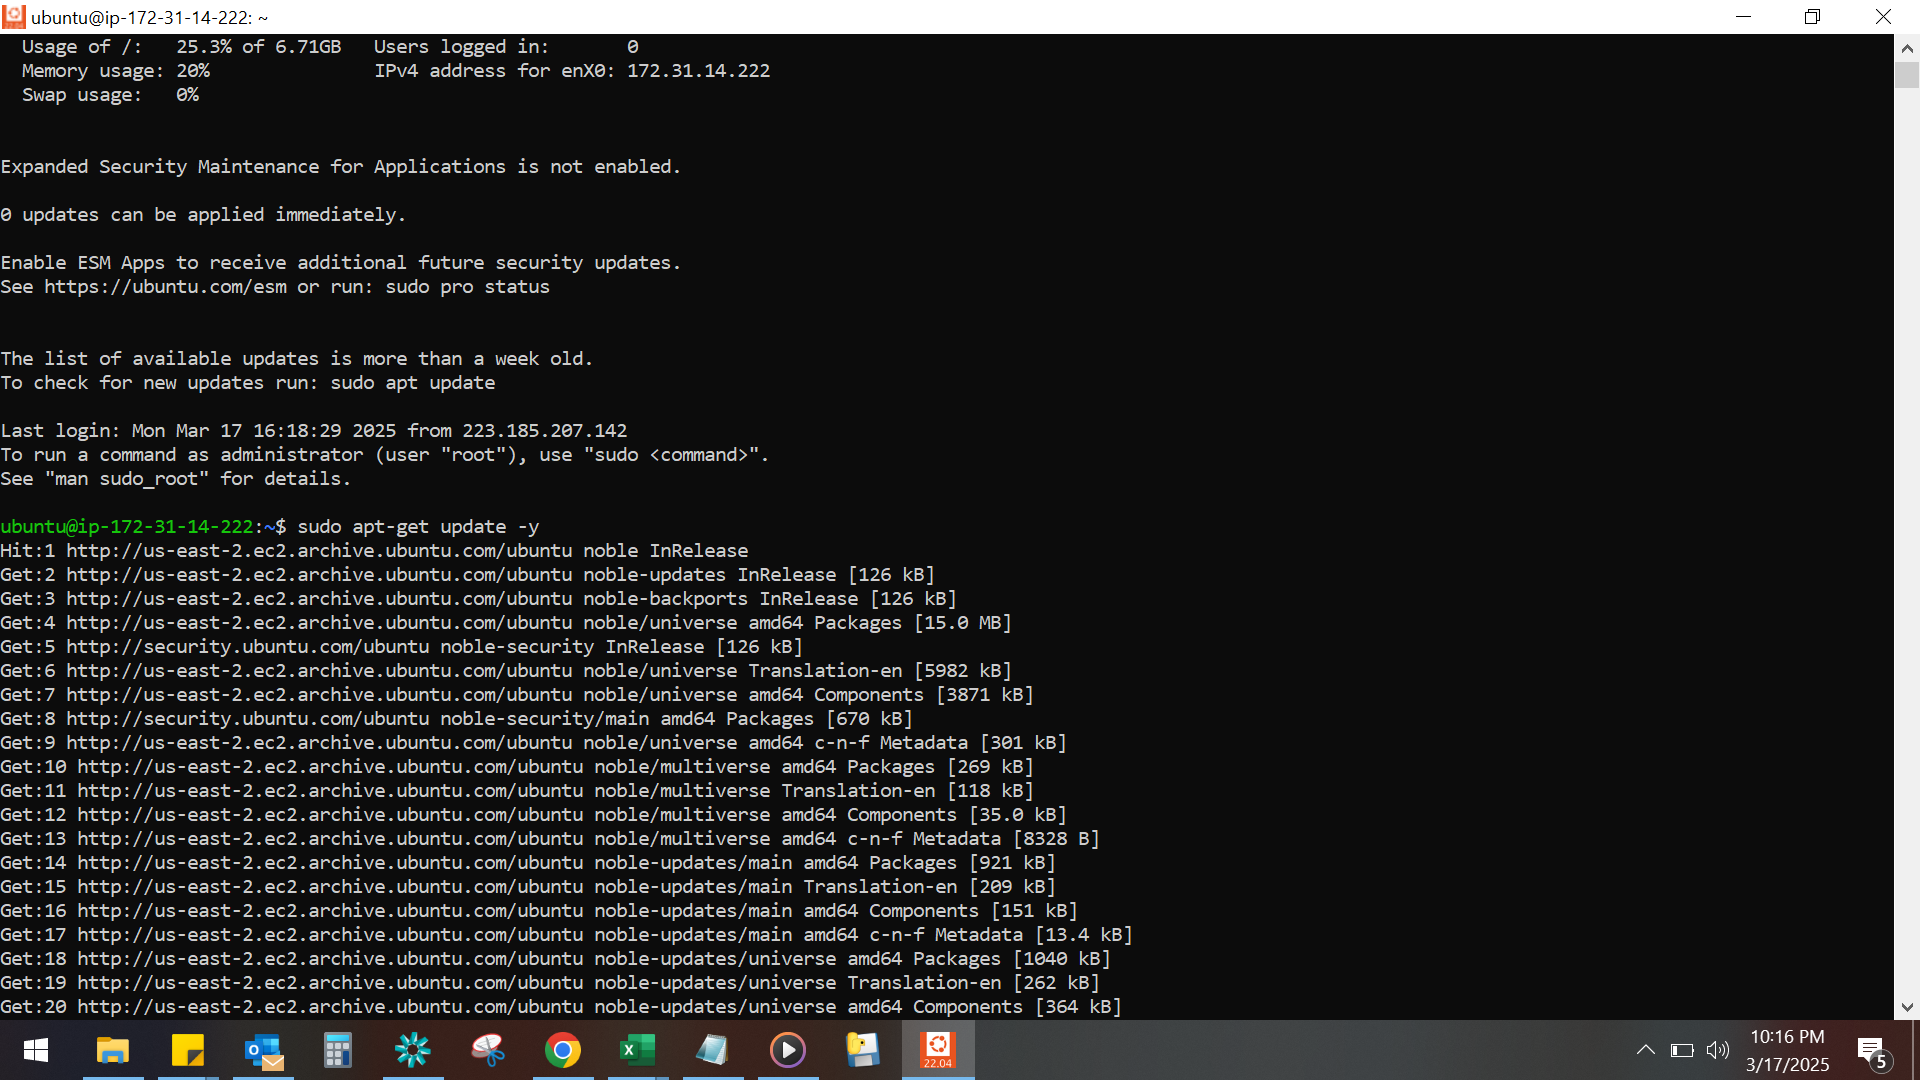 ubuntu@ip-172-31-14-222: ~
Usage of /:   25.3% of 6.71GB   Users logged in:       0
Memory usage: 20%               IPv4 address for enX0: 172.31.14.222
Swap usage:   0%
Expanded Security Maintenance for Applications is not enabled.
0 updates can be applied immediately.
Enable ESM Apps to receive additional future security updates.
See https://ubuntu.com/esm or run: sudo pro status
The list of available updates is more than a week old.
To check for new updates run: sudo apt update
Last login: Mon Mar 17 16:18:29 2025 from 223.185.207.142
To run a command as administrator (user "root"), use "sudo <command>".
See "man sudo_root" for details.
ubuntu@ip-172-31-14-222:~$ sudo apt-get update -y
Hit:1 http://us-east-2.ec2.archive.ubuntu.com/ubuntu noble InRelease
Get:2 http://us-east-2.ec2.archive.ubuntu.com/ubuntu noble-updates InRelease [126 kB]
Get:3 http://us-east-2.ec2.archive.ubuntu.com/ubuntu noble-backports InRelease [126 kB]
Get:4 http://us-east-2.ec2.archive.ubuntu.com/ubuntu noble/universe amd64 Packages [15.0 MB]
Get:5 http://security.ubuntu.com/ubuntu noble-security InRelease [126 kB]
Get:6 http://us-east-2.ec2.archive.ubuntu.com/ubuntu noble/universe Translation-en [5982 kB]
Get:7 http://us-east-2.ec2.archive.ubuntu.com/ubuntu noble/universe amd64 Components [3871 kB]
Get:8 http://security.ubuntu.com/ubuntu noble-security/main amd64 Packages [670 kB]
Get:9 http://us-east-2.ec2.archive.ubuntu.com/ubuntu noble/universe amd64 c-n-f Metadata [301 kB]
Get:10 http://us-east-2.ec2.archive.ubuntu.com/ubuntu noble/multiverse amd64 Packages [269 kB]
Get:11 http://us-east-2.ec2.archive.ubuntu.com/ubuntu noble/multiverse Translation-en [118 kB]
Get:12 http://us-east-2.ec2.archive.ubuntu.com/ubuntu noble/multiverse amd64 Components [35.0 kB]
Get:13 http://us-east-2.ec2.archive.ubuntu.com/ubuntu noble/multiverse amd64 c-n-f Metadata [8328 B]
Get:14 http://us-east-2.ec2.archive.ubuntu.com/ubuntu noble-updates/main amd64 Packages [921 kB]
Get:15 http://us-east-2.ec2.archive.ubuntu.com/ubuntu noble-updates/main Translation-en [209 kB]
Get:16 http://us-east-2.ec2.archive.ubuntu.com/ubuntu noble-updates/main amd64 Components [151 kB]
Get:17 http://us-east-2.ec2.archive.ubuntu.com/ubuntu noble-updates/main amd64 c-n-f Metadata [13.4 kB]
Get:18 http://us-east-2.ec2.archive.ubuntu.com/ubuntu noble-updates/universe amd64 Packages [1040 kB]
Get:19 http://us-east-2.ec2.archive.ubuntu.com/ubuntu noble-updates/universe Translation-en [262 kB]
Get:20 http://us-east-2.ec2.archive.ubuntu.com/ubuntu noble-updates/universe amd64 Components [364 kB]
22.04
10:16 PM
3/17/2025
5